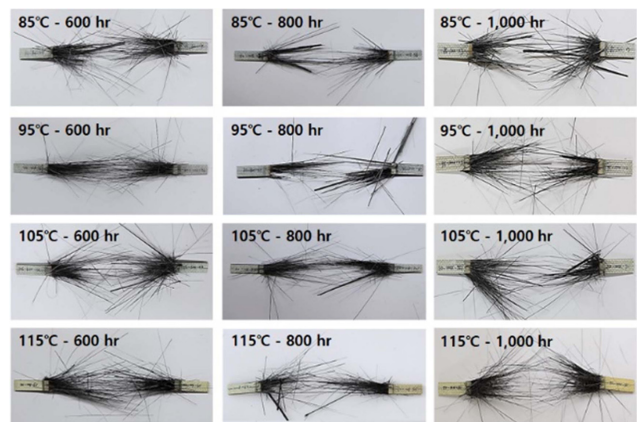 85℃ - 600 hr
85℃ - 800 hr
85℃ - 1,000 hr
95℃ - 600 hr
95℃ - 800 hr
95℃ - 1,000 hr
105℃ - 600 hr
105℃ - 800 hr
105℃ - 1,000 hr
115℃ - 600 hr
115℃ - 800 hr
115℃ - 1,000 hr